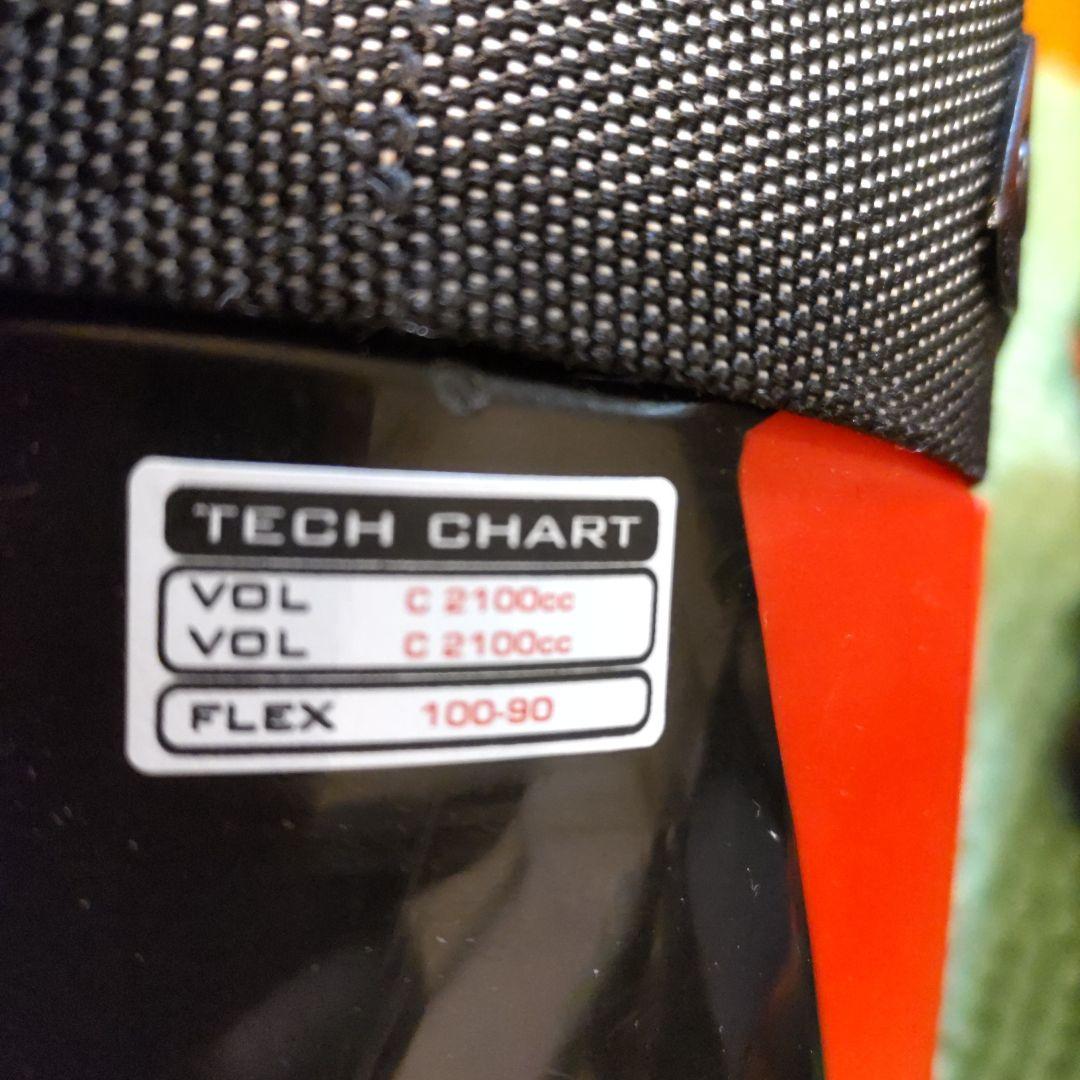 TECH CHART
VOL C 2100cc
VOL C 2100cc
FLEX 100-90